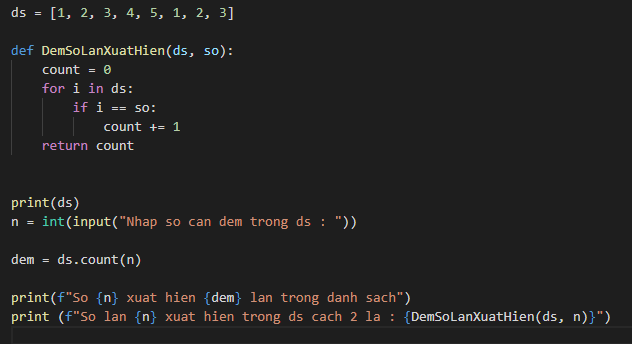 ds = [1, 2, 3, 4, 5, 1, 2, 3]
def DemSoLanXuatHien(ds, so):
    count = 0
    for i in ds:
        if i == so:
            count += 1
    return count
print(ds)
n = int(input("Nhap so can dem trong ds : "))
dem = ds.count(n)
print(f"So {n} xuat hien {dem} lan trong danh sach")
print (f"So lan {n} xuat hien trong ds cach 2 la : {DemSoLanXuatHien(ds, n)}")